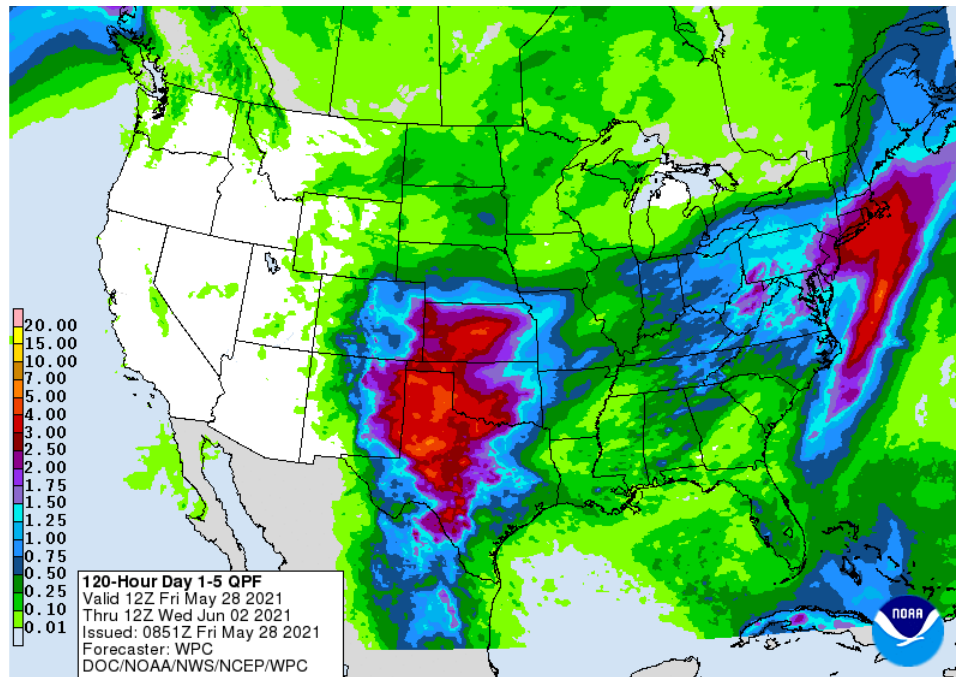 20.00
15.00
10.00
7.00
5.00
4.00
3.00
2.50
2.00
1.75
1.50
1.25
1.00
0.75
0.50
0.25
0.10
0.01
120-Hour Day 1-5 QPF
Valid 12Z Fri May 28 2021
Thru 12Z Wed Jun 02 2021
Issued: 0851Z Fri May 28 2021
Forecaster: WPC
DOC/NOAA/NWS/NCEP/WPC
NOAA